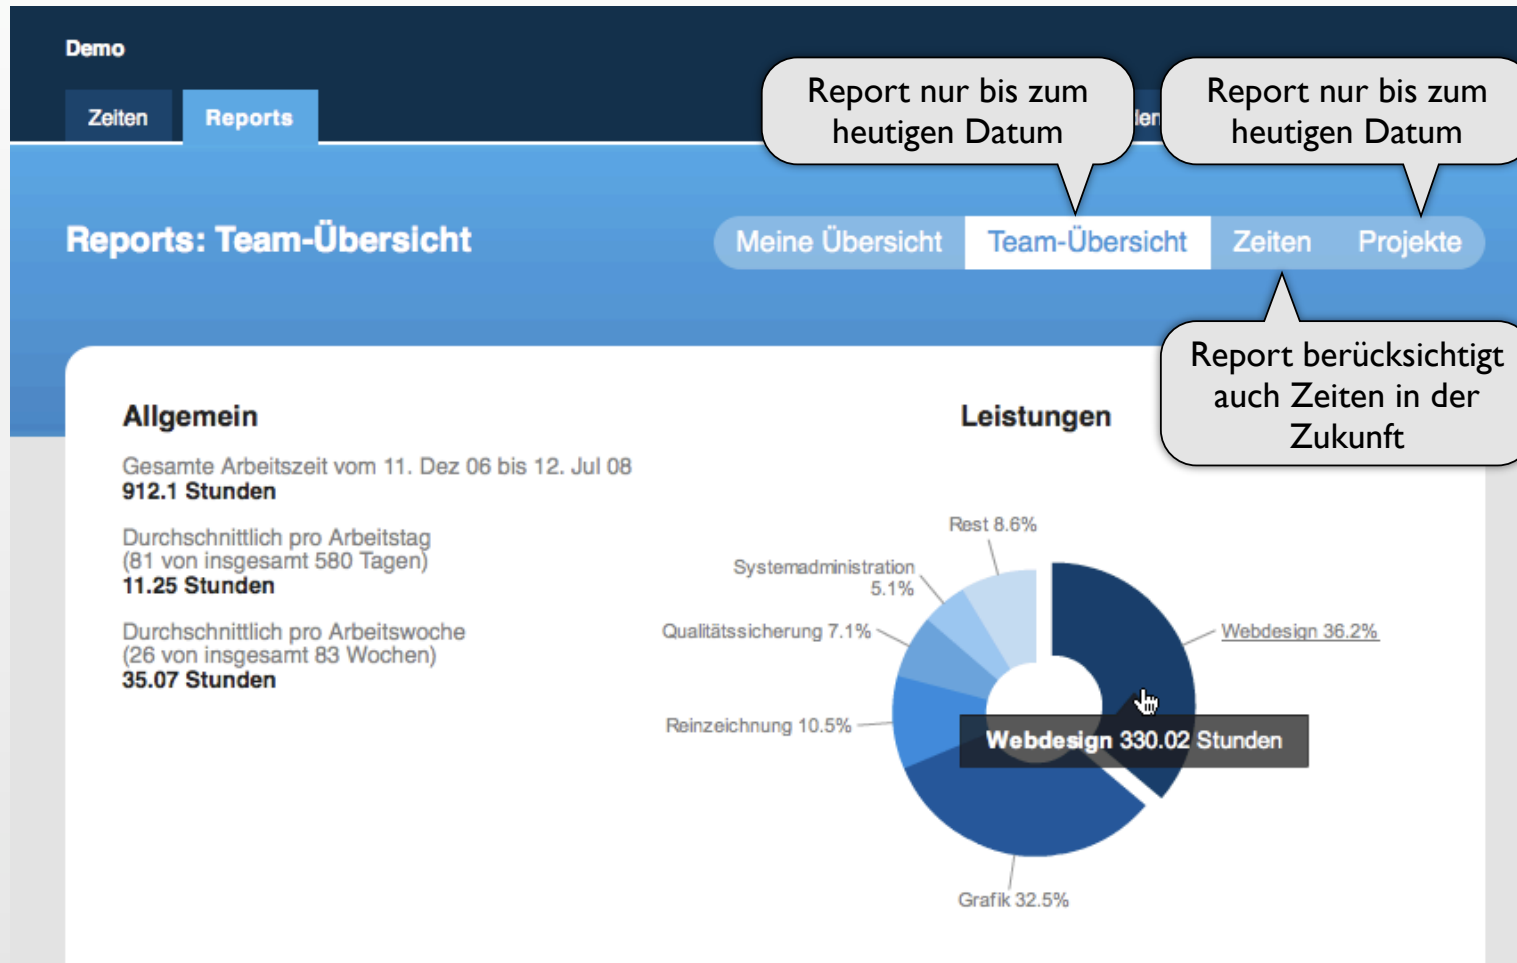 Demo
Zeiten
Reports
Report nur bis zum
heutigen Datum
Report nur bis zum
heutigen Datum
Reports: Team-Übersicht
Meine Übersicht
Team-Übersicht
Zeiten
Projekte
Report berücksichtigt
auch Zeiten in der
Zukunft
Allgemein
Gesamte Arbeitszeit vom 11. Dez 06 bis 12. Jul 08
912.1 Stunden
Durchschnittlich pro Arbeitstag
(81 von insgesamt 580 Tagen)
11.25 Stunden
Durchschnittlich pro Arbeitswoche
(26 von insgesamt 83 Wochen)
35.07 Stunden
Leistungen
Rest 8.6%
Systemadministration
5.1%
Qualitätssicherung 7.1%
Webdesign 36.2%
Reinzeichnung 10.5%
Webdesign 330.02 Stunden
Grafik 32.5%